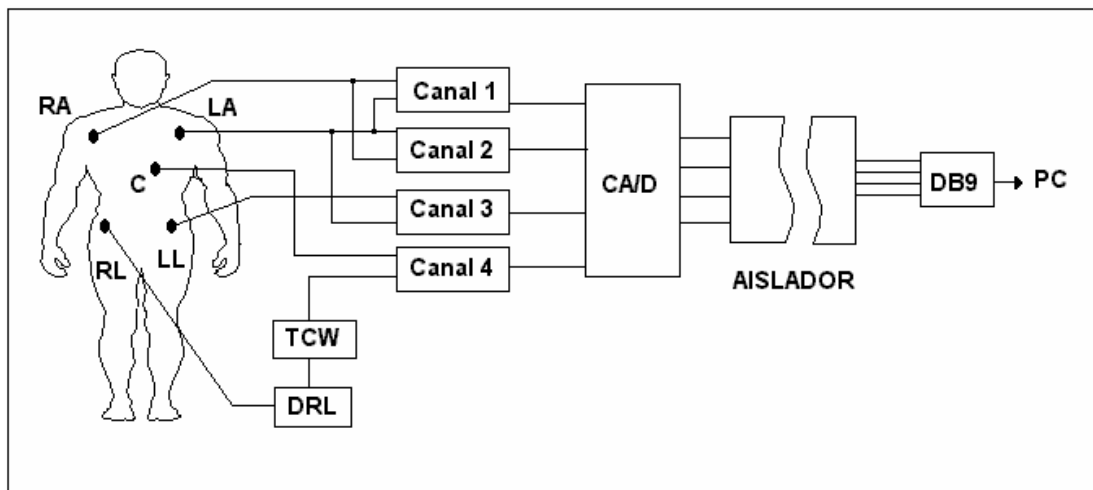 RA
LA
C
RL
LL
Canal 1
Canal 2
Canal 3
Canal 4
TCW
DRL
CA/D
AISLADOR
DB9
PC